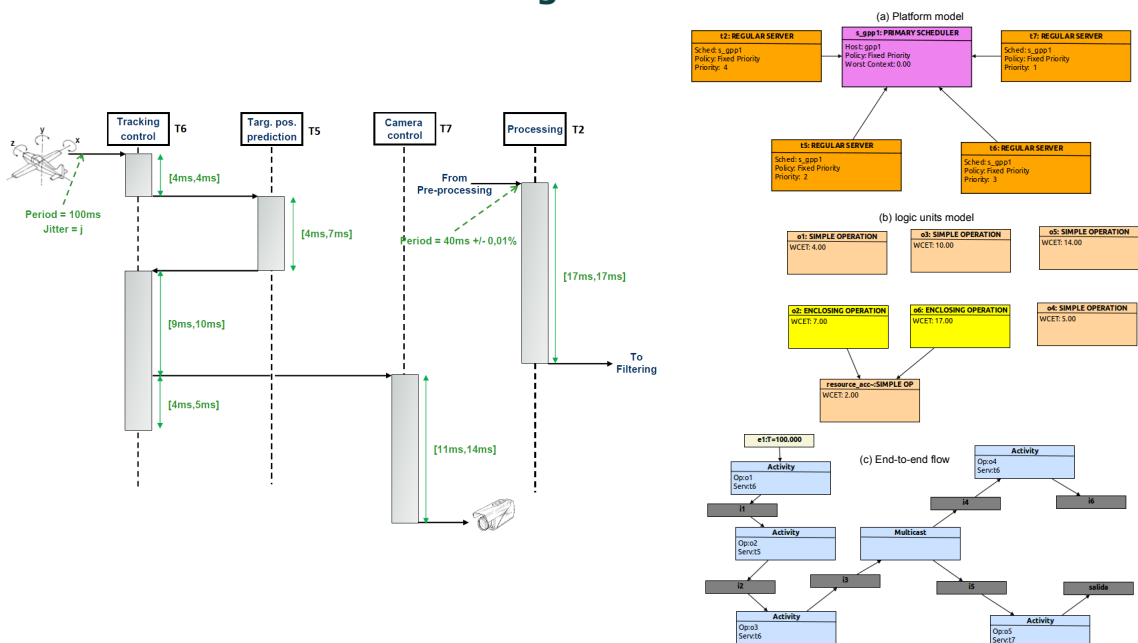 Tracking
control
T6
Targ. pos.
prediction
T5
Camera
control
T7
Processing
T2
y
x
z
[4ms,4ms]
Period = 100ms
Jitter = j
[4ms,7ms]
From
Pre-processing
Period = 40ms +/- 0,01%
[17ms,17ms]
[9ms,10ms]
To
Filtering
[4ms,5ms]
[11ms,14ms]
(a) Platform model
t2: REGULAR SERVER
Sched: s_gpp1
Policy: Fixed Priority
Priority: 4
s_gpp1: PRIMARY SCHEDULER
Host: gpp1
Policy: Fixed Priority
Worst Context: 0.00
t7: REGULAR SERVER
Sched: s_gpp1
Policy: Fixed Priority
Priority: 1
t5: REGULAR SERVER
Sched: s_gpp1
Policy: Fixed Priority
Priority: 2
t6: REGULAR SERVER
Sched: s_gpp1
Policy: Fixed Priority
Priority: 3
(b) logic units model
o1: SIMPLE OPERATION
WCET: 4.00
o3: SIMPLE OPERATION
WCET: 10.00
o5: SIMPLE OPERATION
WCET: 14.00
o2: ENCLOSING OPERATION
WCET: 7.00
o6: ENCLOSING OPERATION
WCET: 17.00
o4: SIMPLE OPERATION
WCET: 5.00
resource_acc~:SIMPLE OP
WCET: 2.00
(c) End-to-end flow
e1:T=100.000
Activity
Op:o1
Serv:t6
i1
Activity
Op:o2
Serv:t5
i2
Activity
Op:o3
Serv:t6
i3
Multicast
i4
Activity
Op:o4
Serv:t6
i6
i5
Activity
Op:o5
Serv:t7
salida